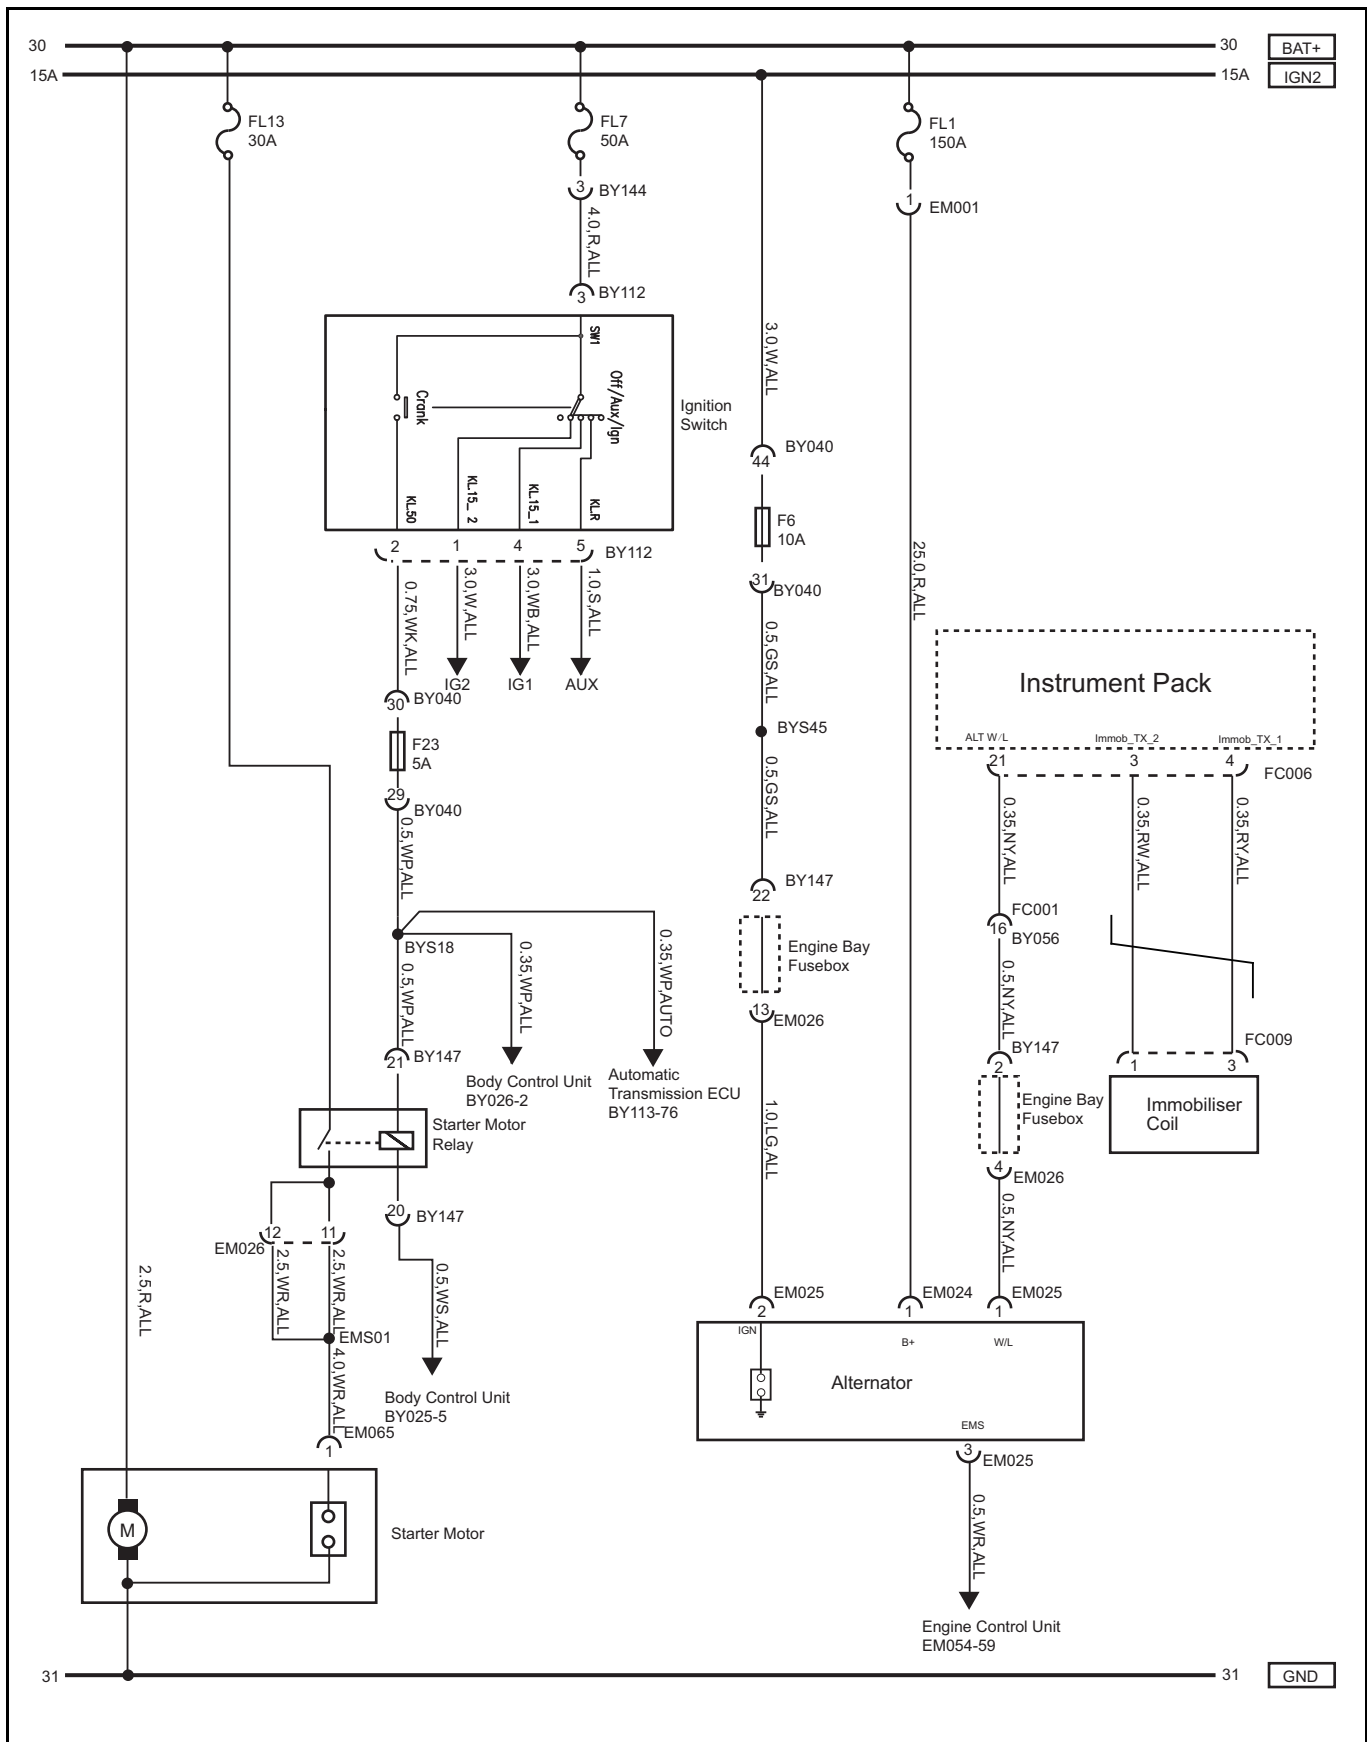 30
30
BAT+
15A
15A
IGN2
FL13
30A
FL7
50A
FL1
150A
3
BY144
1
EM001
4.0,R,ALL
3
BY112
SW1
Off/Aux/Ign
Crank
KL.50
KL.15_ 2
KL.15_1
KL.R
Ignition
Switch
2
1
4
5
BY112
0.75,WK,ALL
3.0,W,ALL
3.0,WB,ALL
1.0,S,ALL
IG2
IG1
AUX
30
BY040
F23
5A
29
BY040
0.5,WP,ALL
BYS18
0.5,WP,ALL
0.35,WP,ALL
0.35,WP,AUTO
21
BY147
Body Control Unit
BY026-2
Automatic
Transmission ECU
BY113-76
Starter Motor
Relay
20
BY147
0.5,WS,ALL
Body Control Unit
BY025-5
12
11
EM026
2.5,WR,ALL
2.5,WR,ALL
EMS01
4.0,WR,ALL
EM065
1
2.5,R,ALL
M
Starter Motor
3.0,W,ALL
BY040
44
F6
10A
31
BY040
0.5,GS,ALL
BYS45
0.5,GS,ALL
BY147
22
Engine Bay
Fusebox
13
EM026
1.0,LG,ALL
EM025
2
25.0,R,ALL
EM024
1
Instrument Pack
ALT W/L
Immob_TX_2
Immob_TX_1
21
3
4
FC006
0.35,NY,ALL
0.35,RW,ALL
0.35,RY,ALL
FC001
16
BY056
0.5,NY,ALL
BY147
2
Engine Bay
Fusebox
4
EM026
0.5,NY,ALL
EM025
1
FC009
1
3
Immobiliser
Coil
IGN
B+
W/L
Alternator
EMS
3
EM025
0.5,WR,ALL
Engine Control Unit
EM054-59
31
31
GND